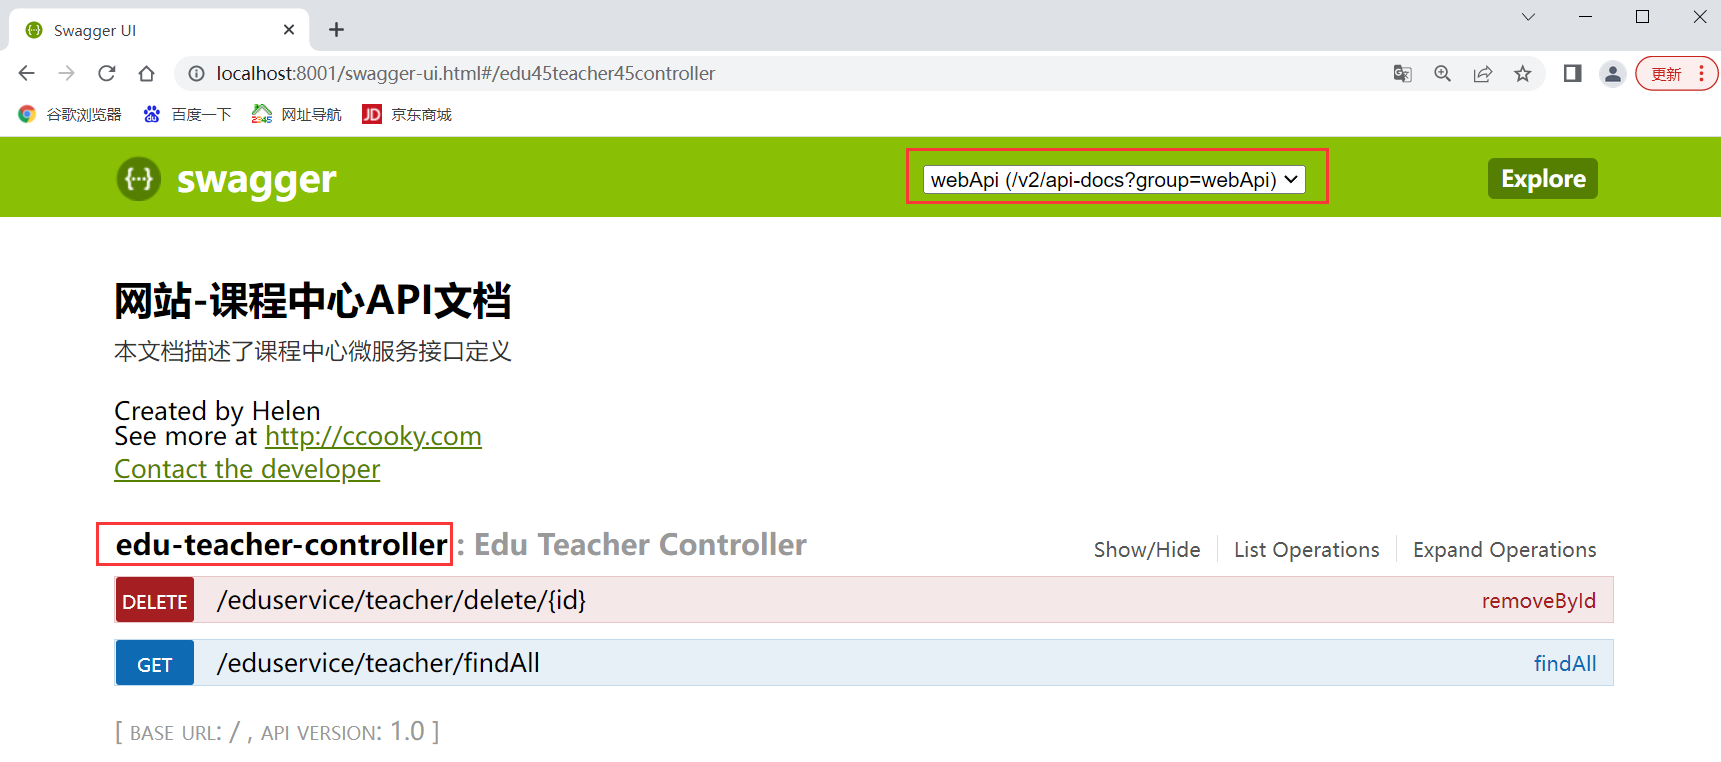 Swagger UI
localhost:8001/swagger-ui.html#/edu45teacher45controller
更新
谷歌浏览器 百度一下 2345 网址导航 JD 京东商城
{···} swagger webApi (/v2/api-docs?group=webApi) Explore
网站-课程中心API文档
本文档描述了课程中心微服务接口定义
Created by Helen
See more at http://ccooky.com
Contact the developer
edu-teacher-controller : Edu Teacher Controller Show/Hide List Operations Expand Operations
DELETE /eduservice/teacher/delete/{id} removeById
GET /eduservice/teacher/findAll findAll
[ BASE URL: / , API VERSION: 1.0 ]